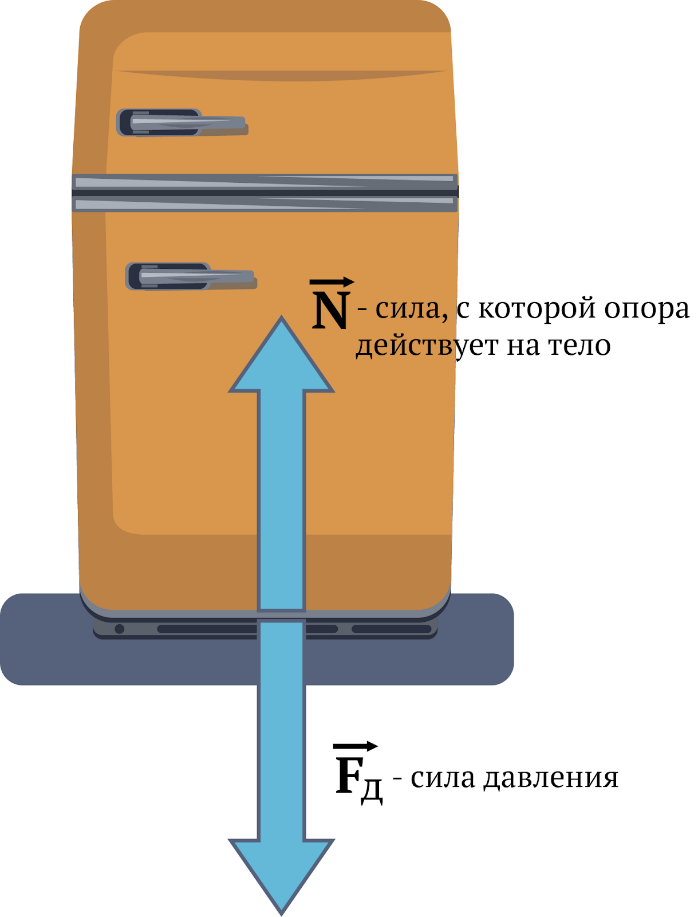 N - сила, с которой опора
действует на тело
Fд - сила давления